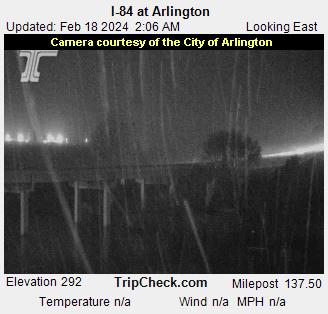 I-84 at Arlington
Updated: Feb 18 2024 2:06 AM Looking East
Camera courtesy of the City of Arlington
Elevation 292 TripCheck.com Milepost 137.50
Temperature n/a Wind n/a MPH n/a